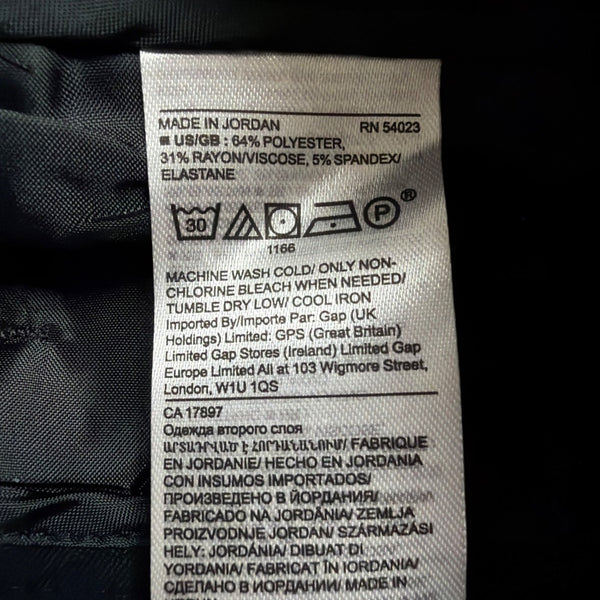 MADE IN JORDAN RN 54023
US/GB : 64% POLYESTER,
31% RAYON/VISCOSE, 5% SPANDEX/
ELASTANE
30 P ®
1166
MACHINE WASH COLD/ ONLY NON-
CHLORINE BLEACH WHEN NEEDED/
TUMBLE DRY LOW/ COOL IRON
Imported By/Importe Par: Gap (UK
Holdings) Limited: GPS (Great Britain)
Limited Gap Stores (Ireland) Limited Gap
Europe Limited All at 103 Wigmore Street,
London, W1U 1QS
CA 17897
Одежда второго слоя
ԱՐՏԱԴՐՎԱԾ Է ՀՈՐԴԱՆԱՆՈՒՄ/ FABRIQUE
EN JORDANIE/ HECHO EN JORDANIA
CON INSUMOS IMPORTADOS/
ПРОИЗВЕДЕНО В ЙОРДАНИЯ/
FABRICADO NA JORDÂNIA/ ZEMLJA
PROIZVODNJE JORDAN/ SZÁRMAZÁSI
HELY: JORDÁNIA/ DIBUAT DI
YORDANIA/ FABRICAT ÎN IORDANIA/
СДЕЛАНО В ИОРДАНИИ/ MADE IN